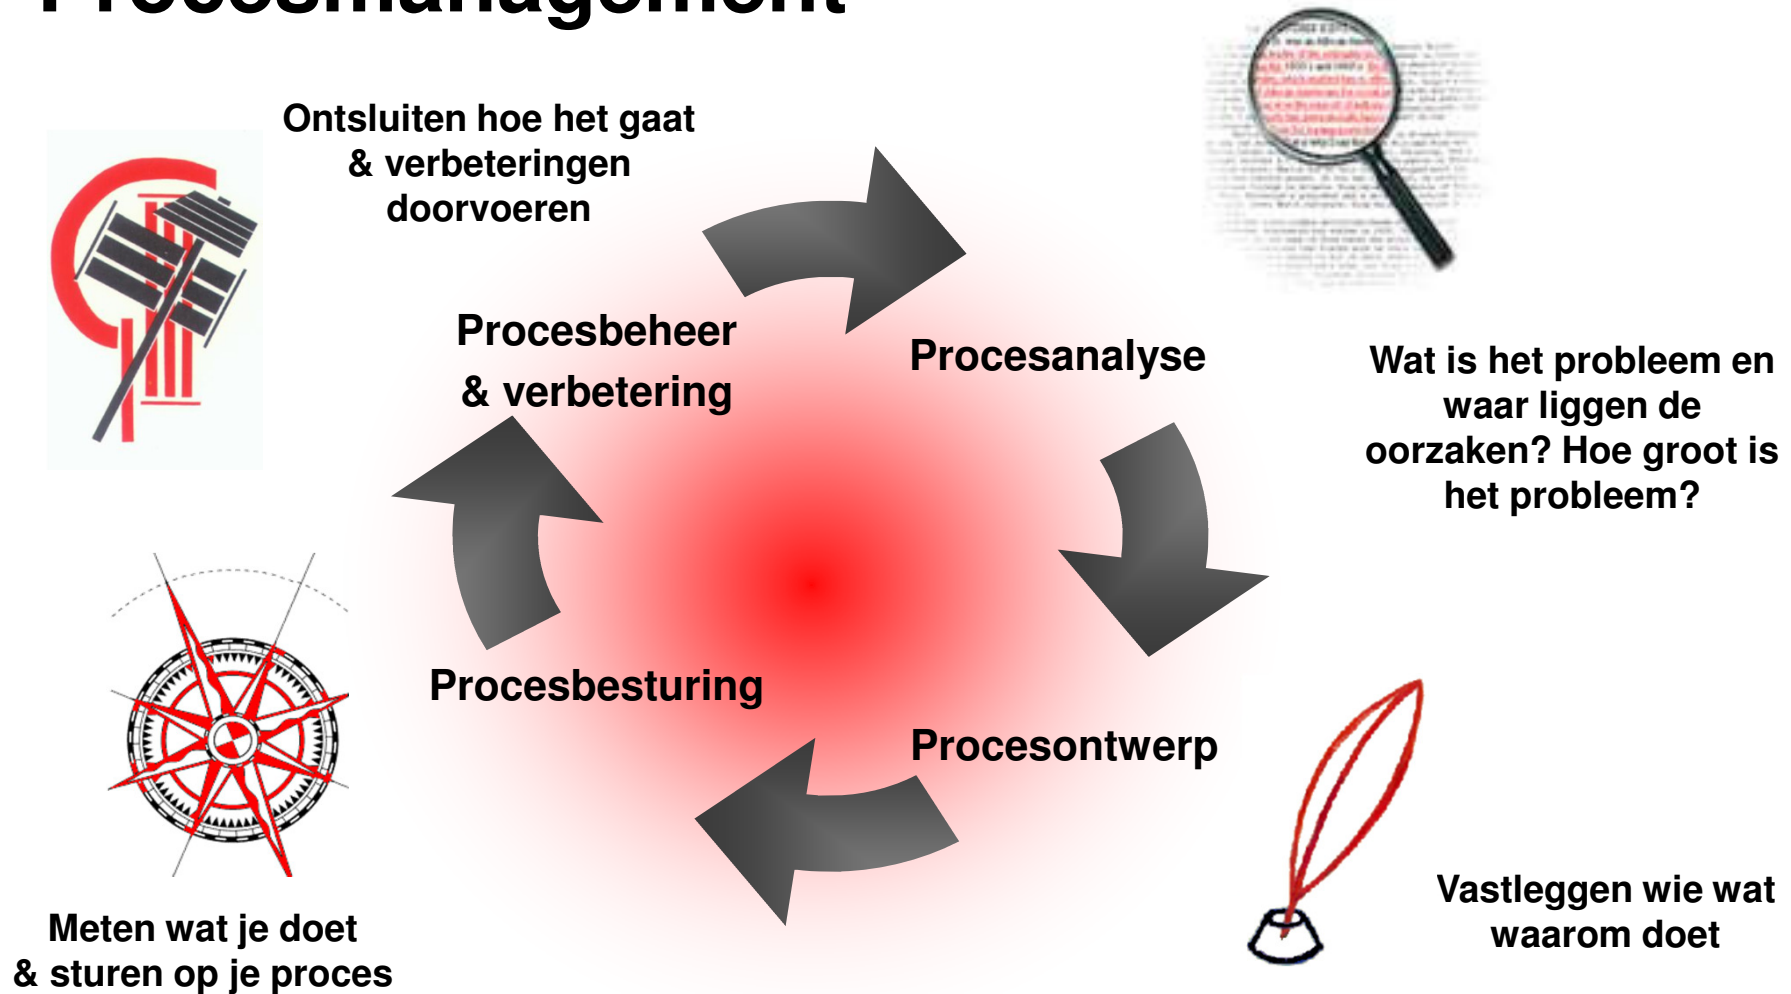 Procesmanagement
Ontsluiten hoe het gaat
& verbeteringen
doorvoeren
Procesbeheer
& verbetering
Procesanalyse
Wat is het probleem en
waar liggen de
oorzaken? Hoe groot is
het probleem?
Procesbesturing
Procesontwerp
Vastleggen wie wat
waarom doet
Meten wat je doet
& sturen op je proces